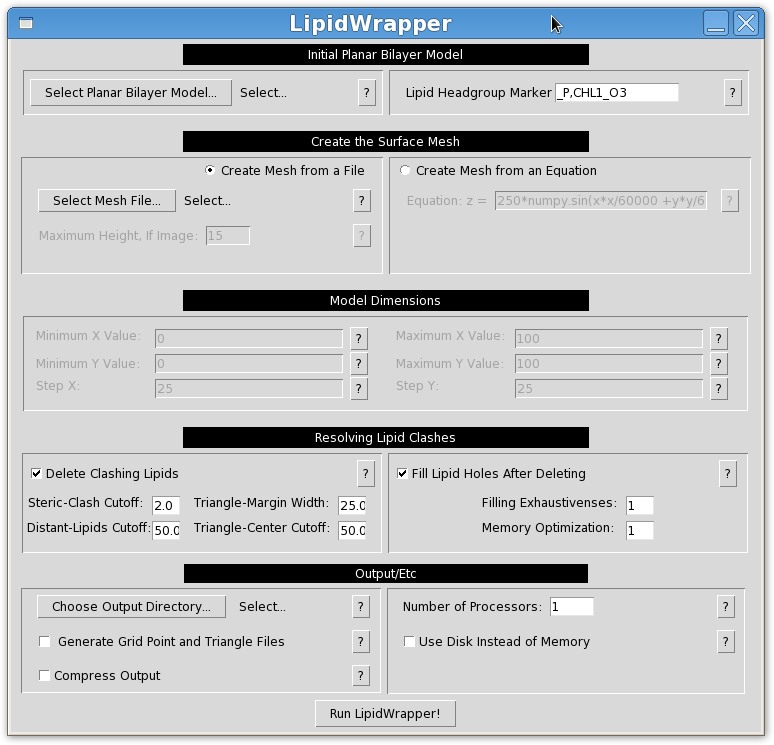 LipidWrapper
Initial Planar Bilayer Model
Select Planar Bilayer Model... Select... ? Lipid Headgroup Marker _P,CHL1_O3 ?
Create the Surface Mesh
Create Mesh from a File Create Mesh from an Equation
Select Mesh File... Select... ? Equation: z = 250*numpy.sin(x*x/60000 +y*y/6 ?
Maximum Height, If Image: 15 ?
Model Dimensions
Minimum X Value: 0 ? Maximum X Value: 100 ?
Minimum Y Value: 0 ? Maximum Y Value: 100 ?
Step X: 25 ? Step Y: 25 ?
Resolving Lipid Clashes
Delete Clashing Lipids ? Fill Lipid Holes After Deleting ?
Steric-Clash Cutoff: 2.0 Triangle-Margin Width: 25.0 Filling Exhaustivenses: 1
Distant-Lipids Cutoff: 50.0 Triangle-Center Cutoff: 50.0 Memory Optimization: 1
Output/Etc
Choose Output Directory... Select... ? Number of Processors: 1 ?
Generate Grid Point and Triangle Files ? Use Disk Instead of Memory ?
Compress Output ?
Run LipidWrapper!